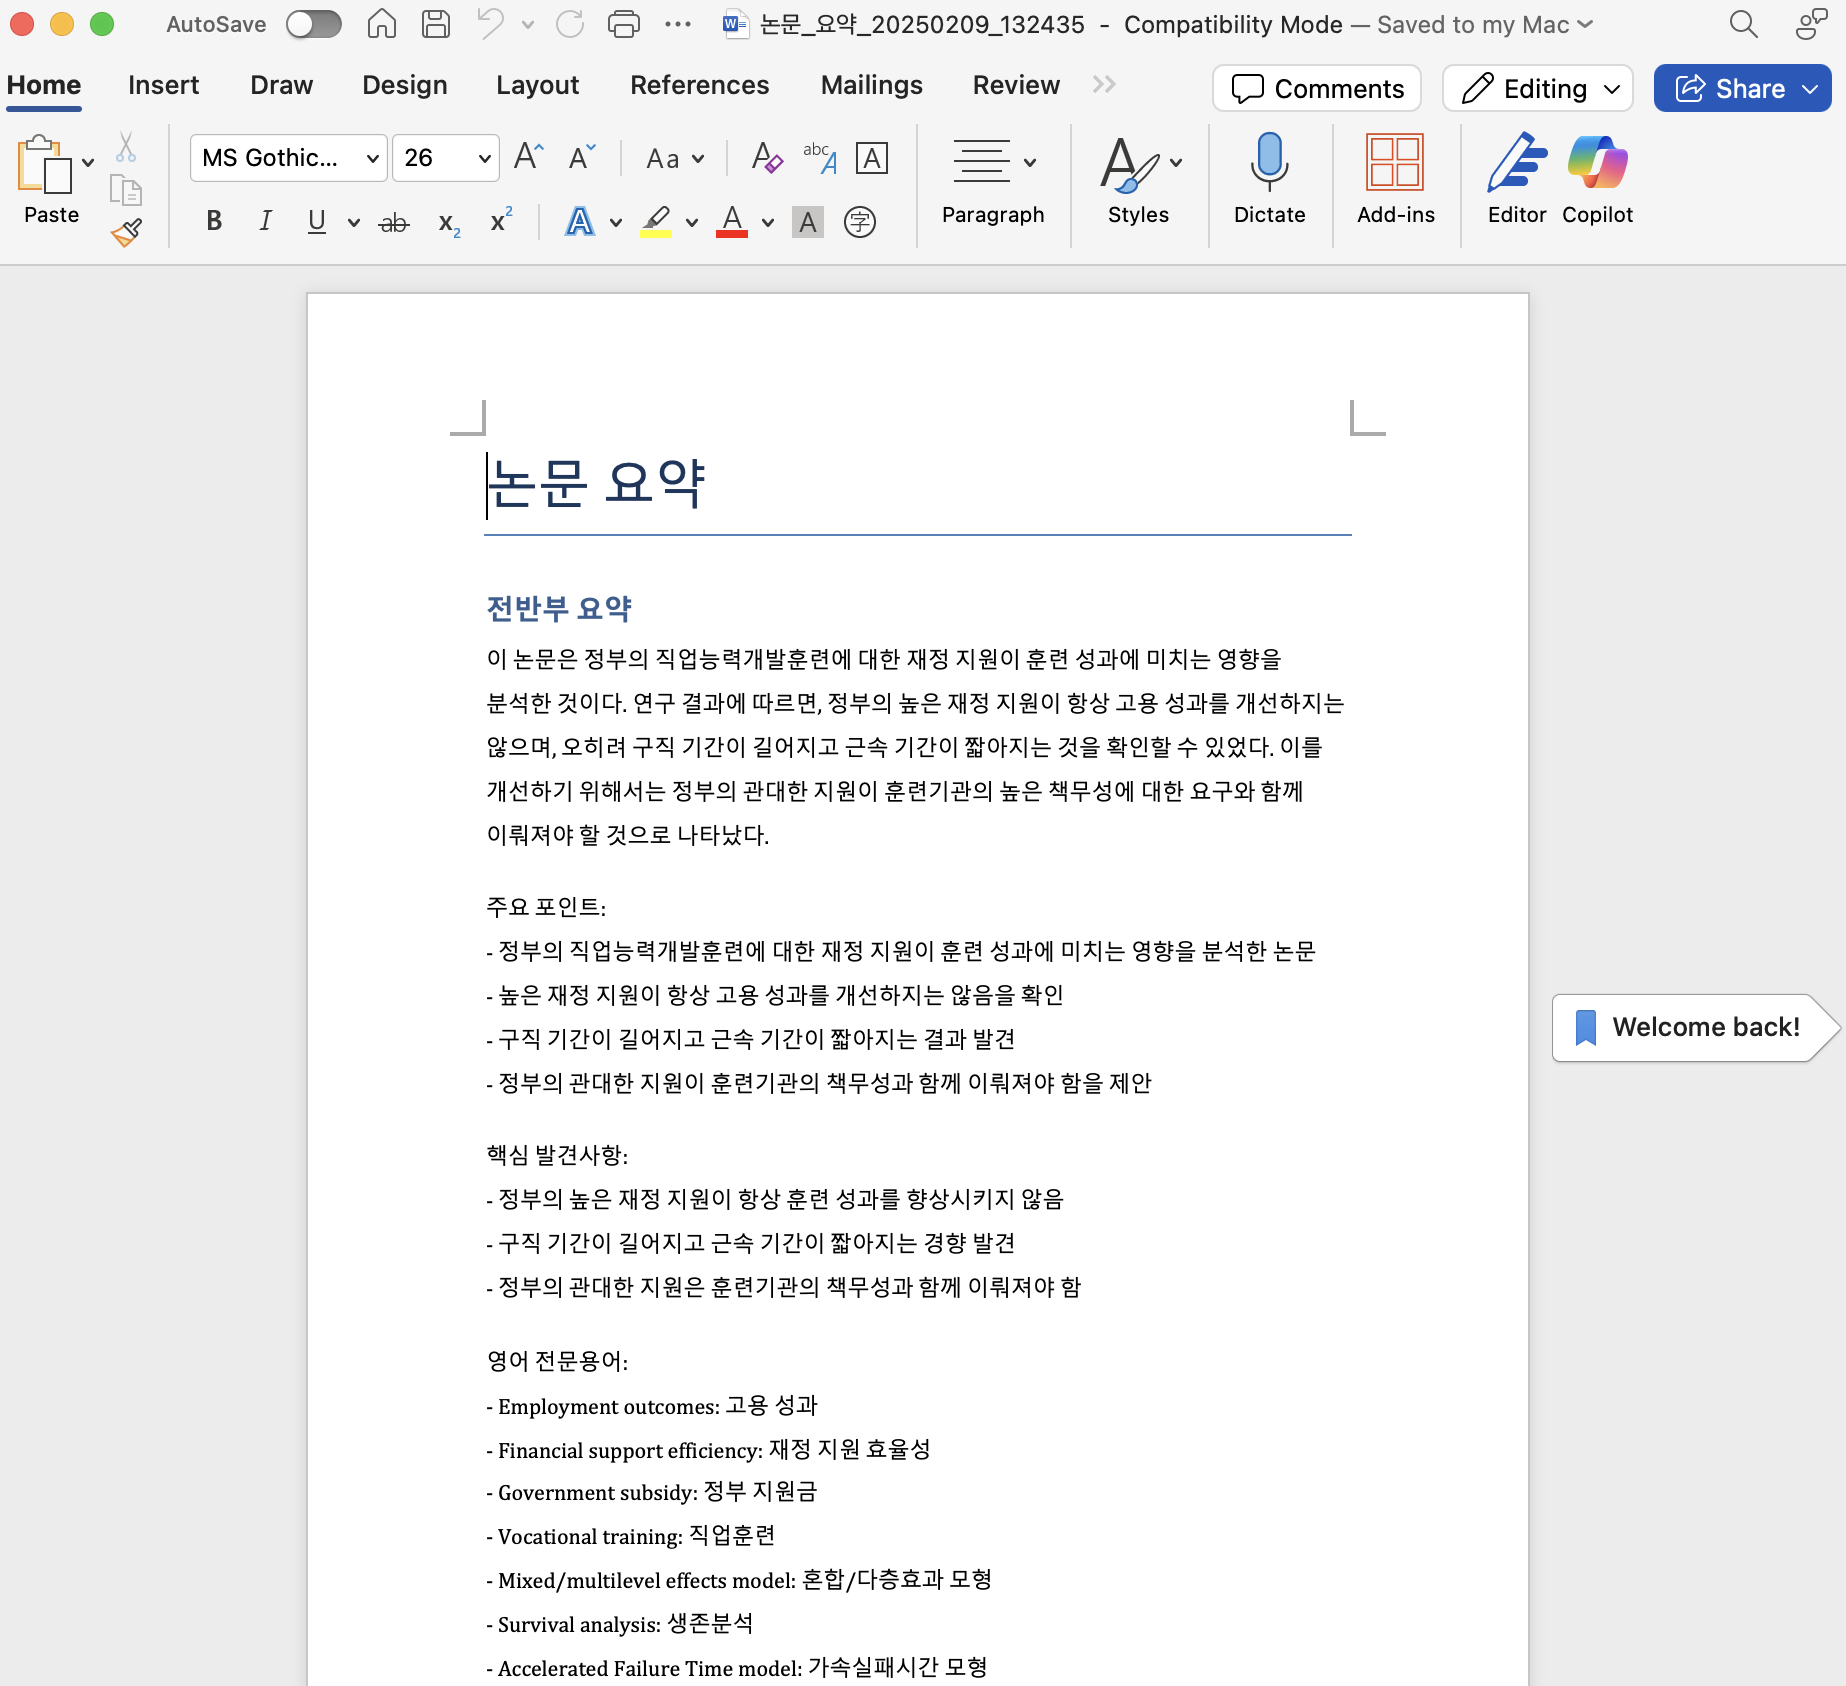 AutoSave
논문_요약_20250209_132435 - Compatibility Mode — Saved to my Mac
Home Insert Draw Design Layout References Mailings Review
Comments Editing Share
Paste
MS Gothic... 26 Aa abc A A
B I U ab x₂ x² A A A 字
Paragraph Styles Dictate Add-ins Editor Copilot
논문 요약
전반부 요약
이 논문은 정부의 직업능력개발훈련에 대한 재정 지원이 훈련 성과에 미치는 영향을
분석한 것이다. 연구 결과에 따르면, 정부의 높은 재정 지원이 항상 고용 성과를 개선하지는
않으며, 오히려 구직 기간이 길어지고 근속 기간이 짧아지는 것을 확인할 수 있었다. 이를
개선하기 위해서는 정부의 관대한 지원이 훈련기관의 높은 책무성에 대한 요구와 함께
이뤄져야 할 것으로 나타났다.
주요 포인트:
- 정부의 직업능력개발훈련에 대한 재정 지원이 훈련 성과에 미치는 영향을 분석한 논문
- 높은 재정 지원이 항상 고용 성과를 개선하지는 않음을 확인
- 구직 기간이 길어지고 근속 기간이 짧아지는 결과 발견
- 정부의 관대한 지원이 훈련기관의 책무성과 함께 이뤄져야 함을 제안
Welcome back!
핵심 발견사항:
- 정부의 높은 재정 지원이 항상 훈련 성과를 향상시키지 않음
- 구직 기간이 길어지고 근속 기간이 짧아지는 경향 발견
- 정부의 관대한 지원은 훈련기관의 책무성과 함께 이뤄져야 함
영어 전문용어:
- Employment outcomes: 고용 성과
- Financial support efficiency: 재정 지원 효율성
- Government subsidy: 정부 지원금
- Vocational training: 직업훈련
- Mixed/multilevel effects model: 혼합/다층효과 모형
- Survival analysis: 생존분석
- Accelerated Failure Time model: 가속실패시간 모형